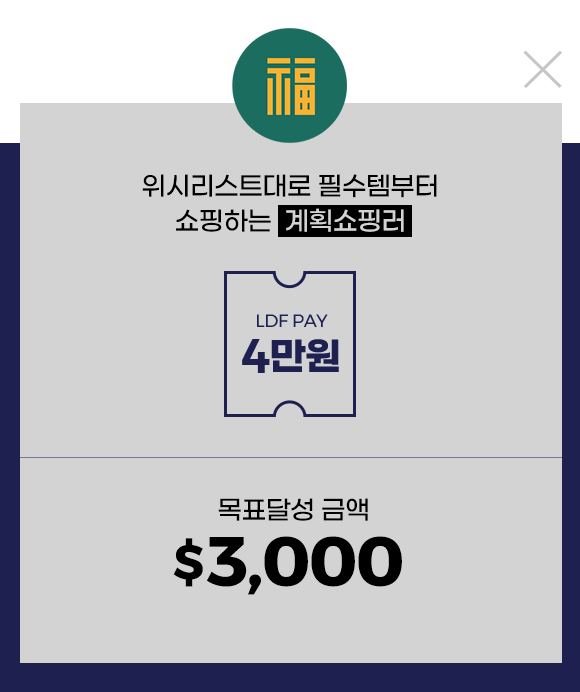 福
위시리스트대로 필수템부터
쇼핑하는 계획쇼핑러
LDF PAY
4만원
목표달성 금액
$3,000